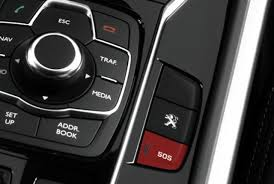 ESC
NAV
TRAF.
MEDIA
SET
UP
ADDR.
BOOK
SOS